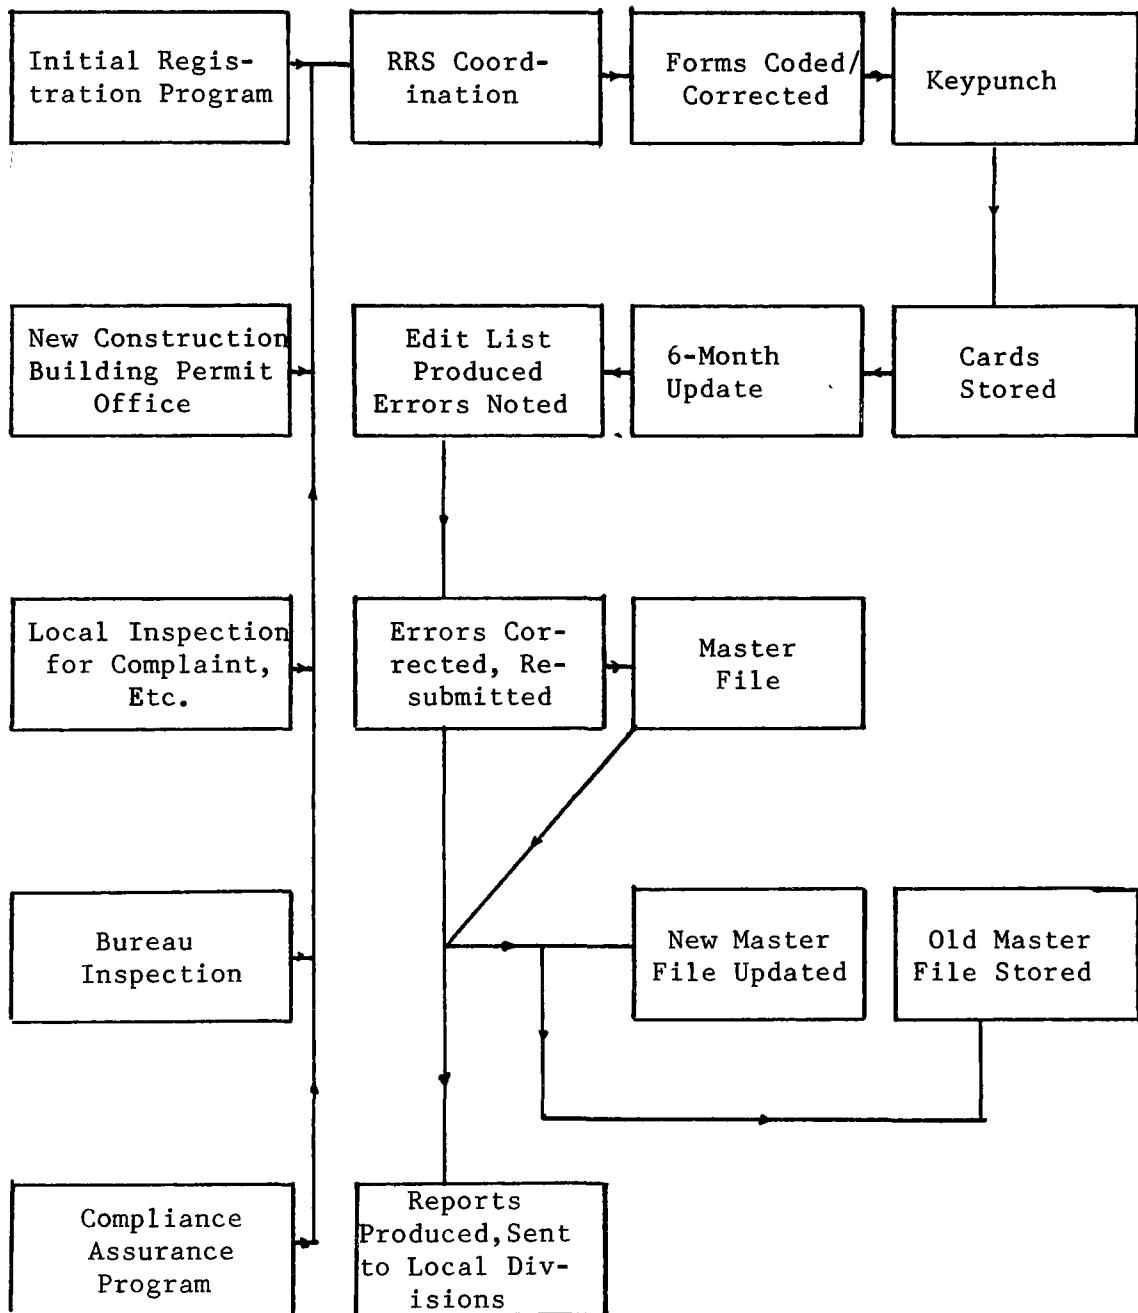 Initial Regis-
tration Program
RRS Coord-
ination
Forms Coded/
Corrected
Keypunch
New Construction
Building Permit
Office
Edit List
Produced
Errors Noted
6-Month
Update
Cards
Stored
Local Inspection
for Complaint,
Etc.
Errors Cor-
rected, Re-
submitted
Master
File
Bureau
Inspection
New Master
File Updated
Old Master
File Stored
Compliance
Assurance
Program
Reports
Produced,Sent
to Local Div-
isions